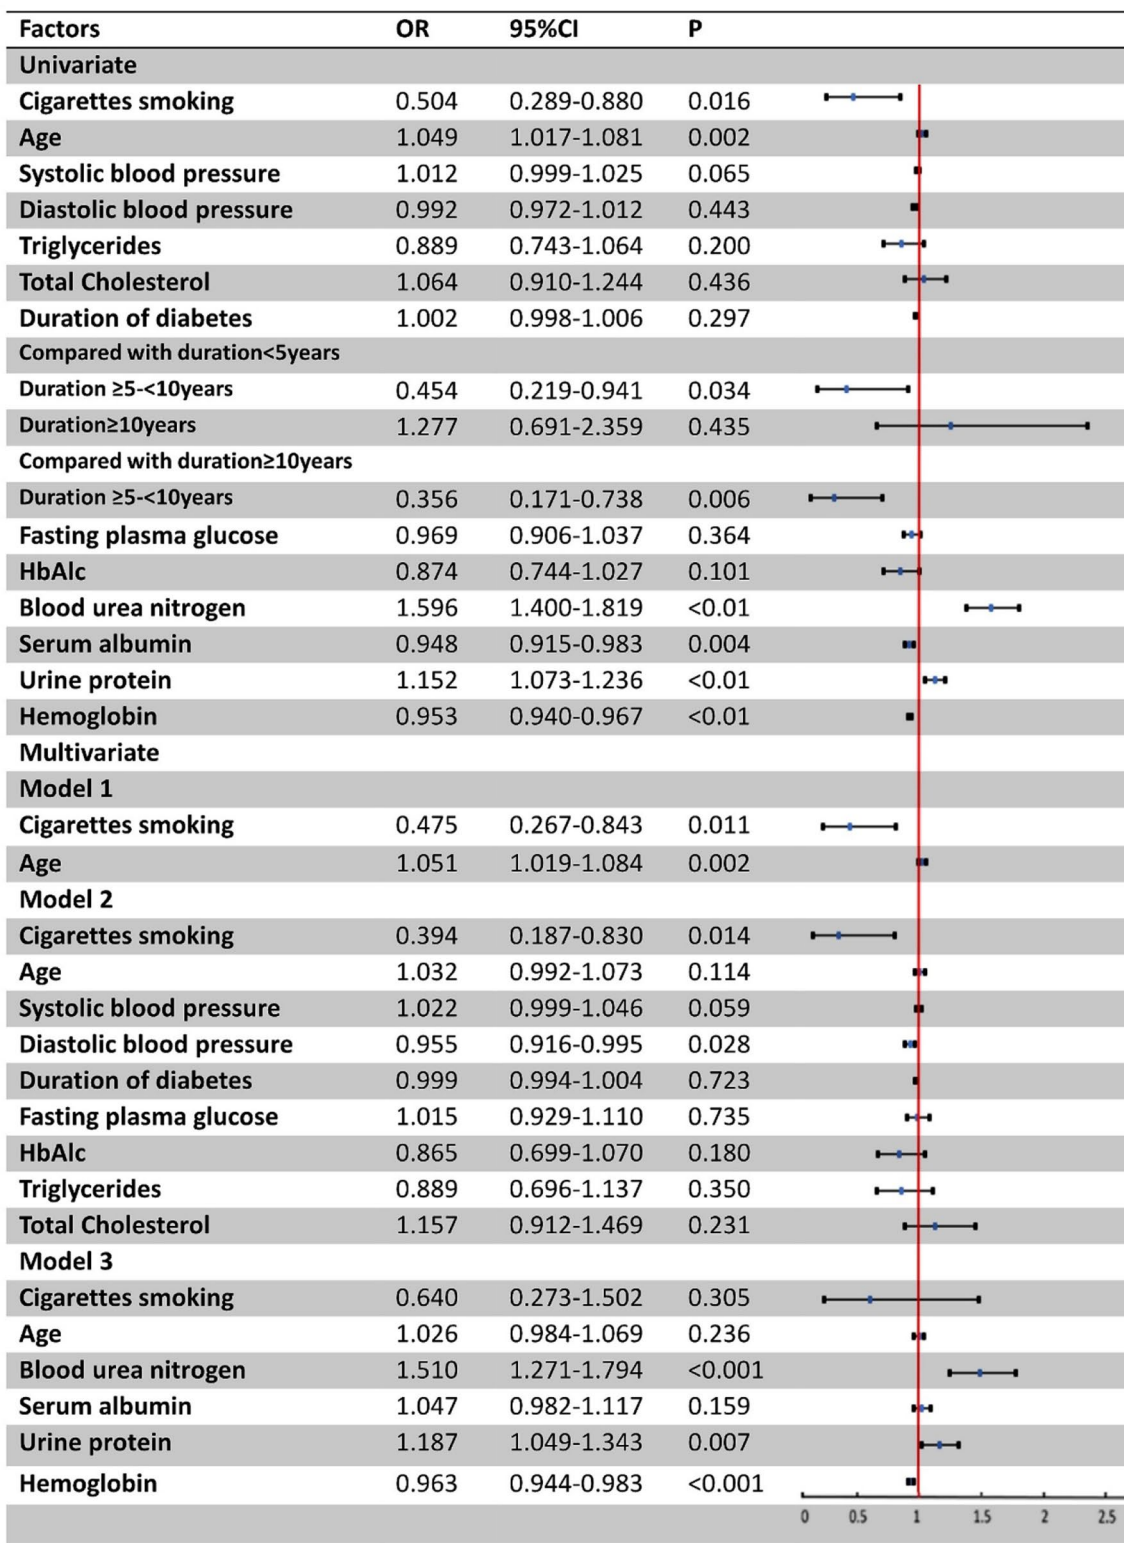 Factors OR 95%CI P
Univariate
Cigarettes smoking 0.504 0.289-0.880 0.016
Age 1.049 1.017-1.081 0.002
Systolic blood pressure 1.012 0.999-1.025 0.065
Diastolic blood pressure 0.992 0.972-1.012 0.443
Triglycerides 0.889 0.743-1.064 0.200
Total Cholesterol 1.064 0.910-1.244 0.436
Duration of diabetes 1.002 0.998-1.006 0.297
Compared with duration<5years
Duration ≥5-<10years 0.454 0.219-0.941 0.034
Duration≥10years 1.277 0.691-2.359 0.435
Compared with duration≥10years
Duration ≥5-<10years 0.356 0.171-0.738 0.006
Fasting plasma glucose 0.969 0.906-1.037 0.364
HbAlc 0.874 0.744-1.027 0.101
Blood urea nitrogen 1.596 1.400-1.819 <0.01
Serum albumin 0.948 0.915-0.983 0.004
Urine protein 1.152 1.073-1.236 <0.01
Hemoglobin 0.953 0.940-0.967 <0.01
Multivariate
Model 1
Cigarettes smoking 0.475 0.267-0.843 0.011
Age 1.051 1.019-1.084 0.002
Model 2
Cigarettes smoking 0.394 0.187-0.830 0.014
Age 1.032 0.992-1.073 0.114
Systolic blood pressure 1.022 0.999-1.046 0.059
Diastolic blood pressure 0.955 0.916-0.995 0.028
Duration of diabetes 0.999 0.994-1.004 0.723
Fasting plasma glucose 1.015 0.929-1.110 0.735
HbAlc 0.865 0.699-1.070 0.180
Triglycerides 0.889 0.696-1.137 0.350
Total Cholesterol 1.157 0.912-1.469 0.231
Model 3
Cigarettes smoking 0.640 0.273-1.502 0.305
Age 1.026 0.984-1.069 0.236
Blood urea nitrogen 1.510 1.271-1.794 <0.001
Serum albumin 1.047 0.982-1.117 0.159
Urine protein 1.187 1.049-1.343 0.007
Hemoglobin 0.963 0.944-0.983 <0.001
0 0.5 1 1.5 2 2.5